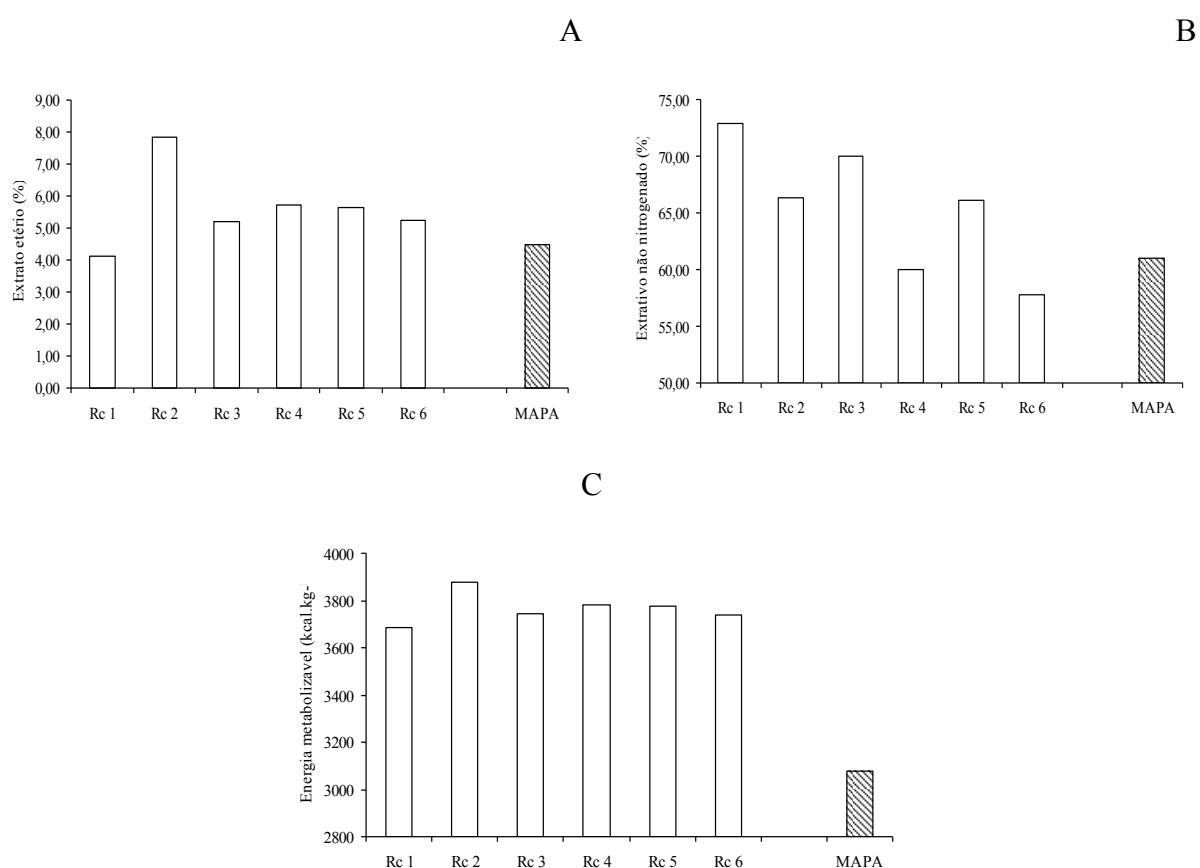 A
Extrato etério (%)
9,00
8,00
7,00
6,00
5,00
4,00
3,00
2,00
1,00
0,00
Rc 1 Rc 2 Rc 3 Rc 4 Rc 5 Rc 6 MAPA
B
Extrativo não nitrogenado (%)
75,00
70,00
65,00
60,00
55,00
50,00
Rc 1 Rc 2 Rc 3 Rc 4 Rc 5 Rc 6 MAPA
C
Energia metabolizavel (kcal.kg-
4000
3800
3600
3400
3200
3000
2800
Rc 1 Rc 2 Rc 3 Rc 4 Rc 5 Rc 6 MAPA